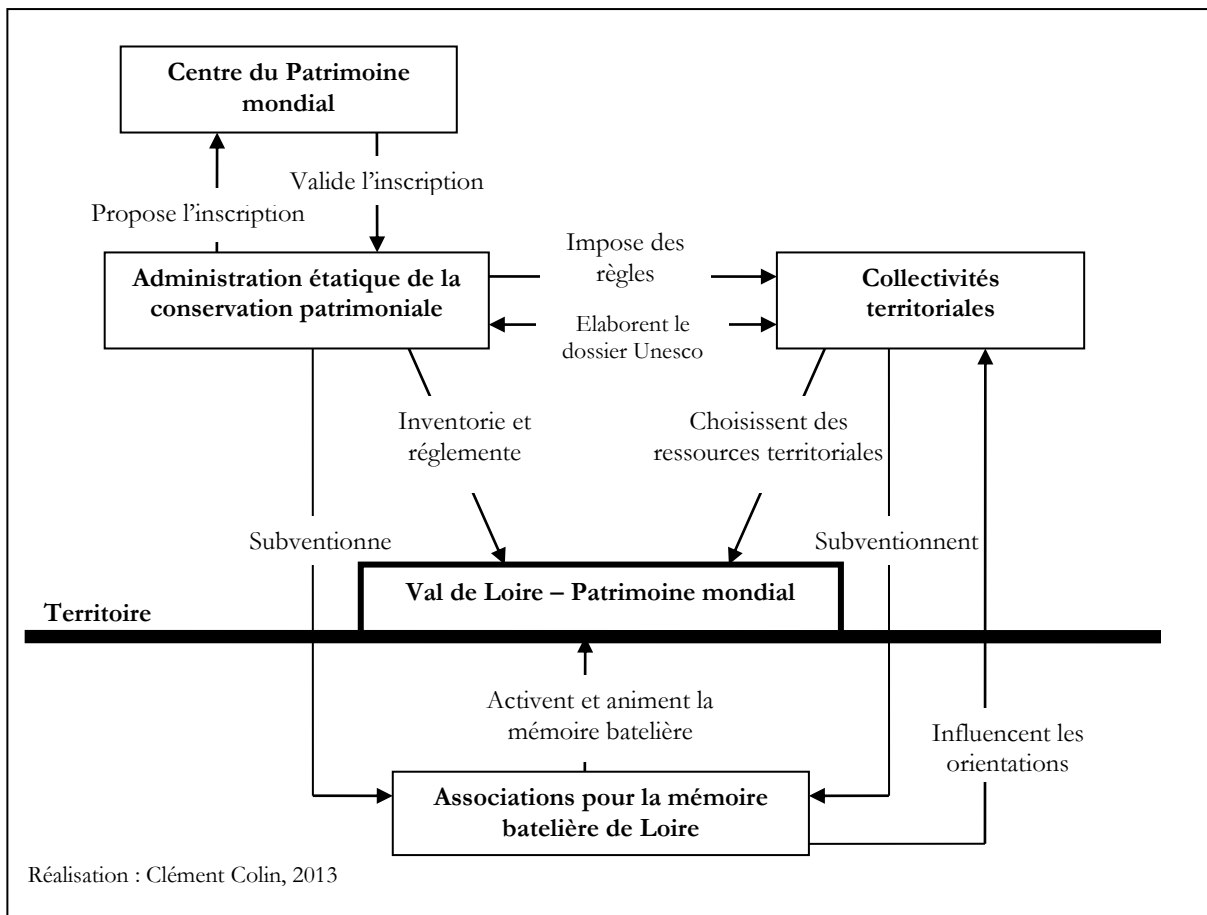 Centre du Patrimoine
mondial
Valide l’inscription
Propose l’inscription
Administration étatique de la
conservation patrimoniale
Impose des
règles
Elaborent le
dossier Unesco
Collectivités
territoriales
Inventorie et
réglemente
Choisissent des
ressources territoriales
Subventionne
Subventionnent
Val de Loire – Patrimoine mondial
Territoire
Activent et animent la
mémoire batelière
Influencent les
orientations
Associations pour la mémoire
batelière de Loire
Réalisation : Clément Colin, 2013